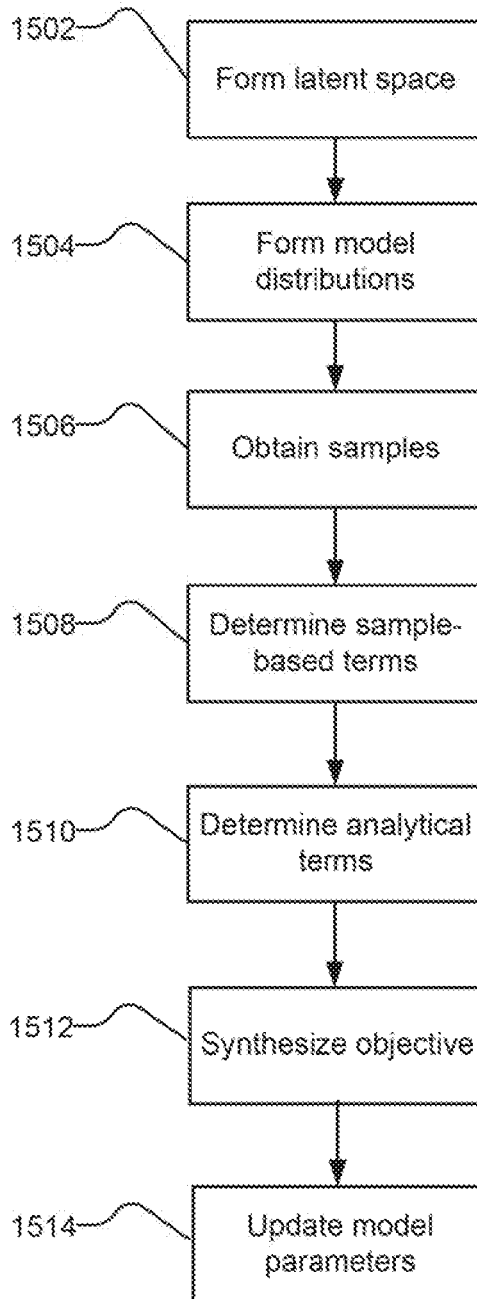 1502
Form latent space
1504
Form model
distributions
1506
Obtain samples
1508
Determine sample-
based terms
1510
Determine analytical
terms
1512
Synthesize objective
1514
Update model
parameters